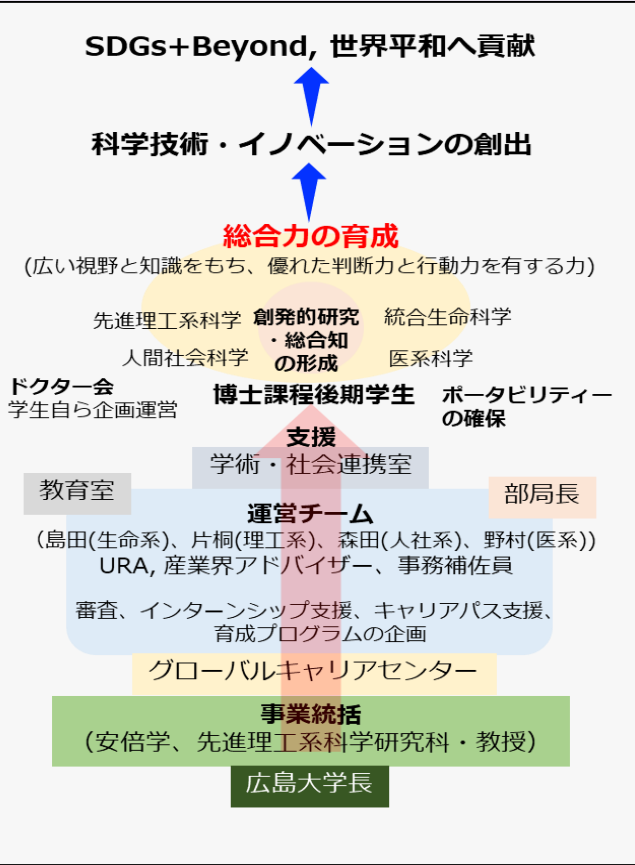 SDGs+Beyond, 世界平和へ貢献
科学技術・イノベーションの創出
総合力の育成
(広い視野と知識をもち、優れた判断力と行動力を有する力)
先進理工系科学
創発的研究
・総合知
の形成
統合生命科学
人間社会科学
医系科学
ドクター会
学生自ら企画運営
博士課程後期学生
ポータビリティー
の確保
支援
学術・社会連携室
教育室
部局長
運営チーム
（島田(生命系)、片桐(理工系)、森田(人社系)、野村(医系)）
URA, 産業界アドバイザー、事務補佐員
審査、インターンシップ支援、キャリアパス支援、
育成プログラムの企画
グローバルキャリアセンター
事業統括
（安倍学、先進理工系科学研究科・教授）
広島大学長